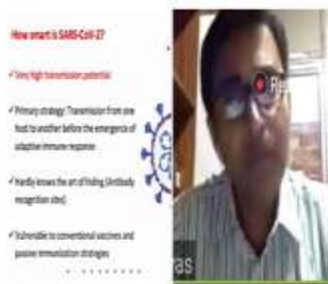 How smart is SARS-CoV-2?
✓ Very high transmission potential
✓ Primary strategy: Transmission from one
host to another before the emergence of
adaptive immune response
✓ Hardly knows the art of hiding (Antibody
recognition sites)
✓ Vulnerable to conventional vaccines and
passive immunization strategies
Re
as